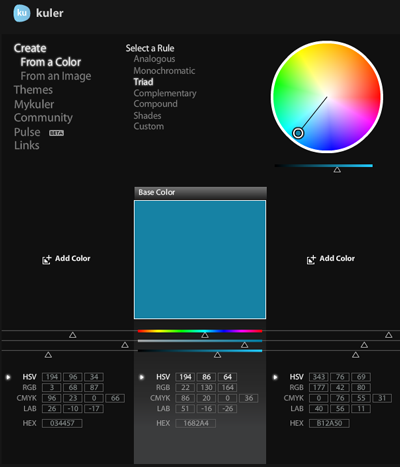 ku kuler
Create
From a Color
From an Image
Themes
Mykuler
Community
Pulse BETA
Links
Select a Rule
Analogous
Monochromatic
Triad
Complementary
Compound
Shades
Custom
Base Color
Add Color
Add Color
HSV 194 96 34
RGB 3 68 87
CMYK 96 23 0 66
LAB 26 -10 -17
HEX 034457
HSV 194 86 64
RGB 22 130 164
CMYK 86 20 0 36
LAB 51 -16 -26
HEX 1682A4
HSV 343 76 69
RGB 177 42 80
CMYK 0 76 55 31
LAB 40 56 11
HEX B12A50